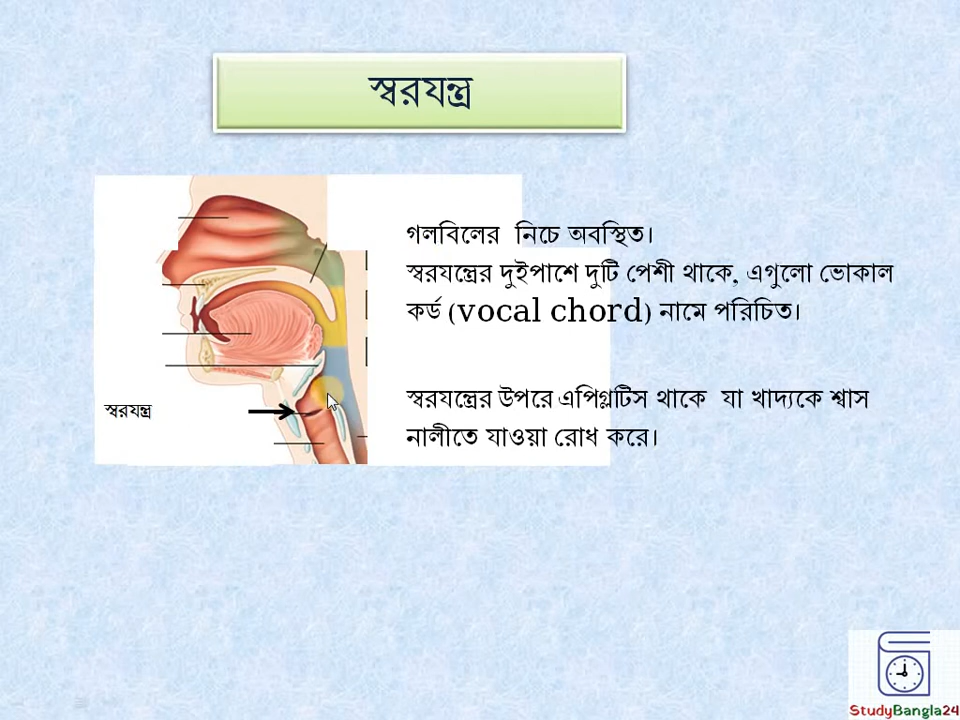 স্বরযন্ত্র
গলবিলের নিচে অবস্থিত।
স্বরযন্ত্রের দুইপাশে দুটি পেশী থাকে, এগুলো ভোকাল
কর্ড (vocal chord) নামে পরিচিত।
স্বরযন্ত্রের উপরে এপিগ্লটিস থাকে যা খাদ্যকে শ্বাস
নালীতে যাওয়া রোধ করে।
স্বরযন্ত্র
StudyBangla24